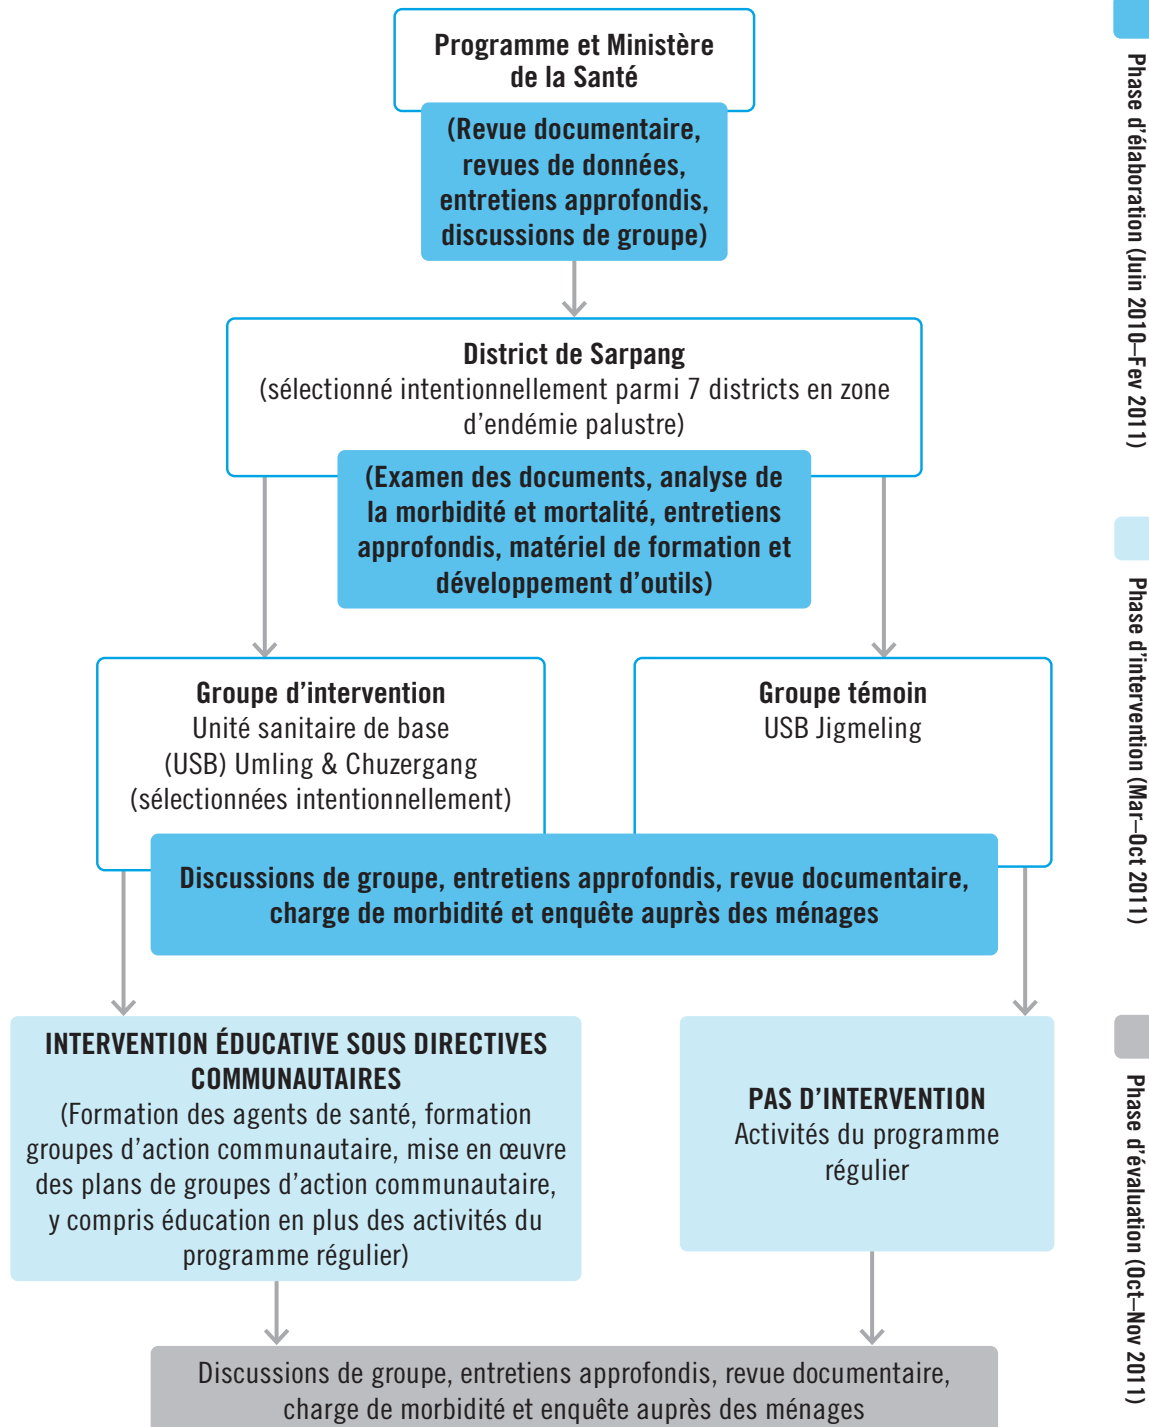 Programme et Ministère
de la Santé
(Revue documentaire,
revues de données,
entretiens approfondis,
discussions de groupe)
District de Sarpang
(sélectionné intentionnellement parmi 7 districts en zone
d'endémie palustre)
(Examen des documents, analyse de
la morbidité et mortalité, entretiens
approfondis, matériel de formation et
développement d'outils)
Groupe d'intervention
Unité sanitaire de base
(USB) Umling & Chuzergang
(sélectionnées intentionnellement)
Groupe témoin
USB Jigmeling
Discussions de groupe, entretiens approfondis, revue documentaire,
charge de morbidité et enquête auprès des ménages
INTERVENTION ÉDUCATIVE SOUS DIRECTIVES
COMMUNAUTAIRES
(Formation des agents de santé, formation
groupes d'action communautaire, mise en œuvre
des plans de groupes d'action communautaire,
y compris éducation en plus des activités du
programme régulier)
PAS D'INTERVENTION
Activités du programme
régulier
Discussions de groupe, entretiens approfondis, revue documentaire,
charge de morbidité et enquête auprès des ménages
Phase d'élaboration (Juin 2010–Fev 2011)
Phase d'intervention (Mar–Oct 2011)
Phase d'évaluation (Oct–Nov 2011)